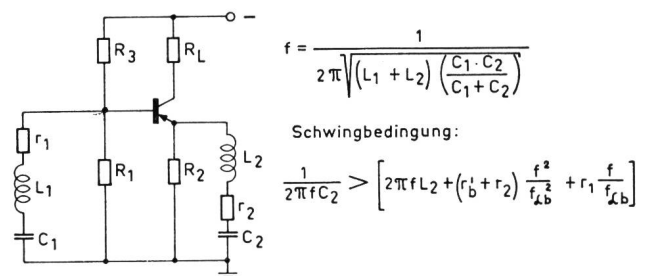 −
R3
RL
f = 1 / (2π√((L1 + L2) (C1 · C2 / (C1 + C2))))
r1
Schwingbedingung:
L1
R1
R2
L2
1 / (2πfC2) > [2πfL2 + (r'b + r2) f² / f²αb + r1 f / fαb]
r2
C1
C2